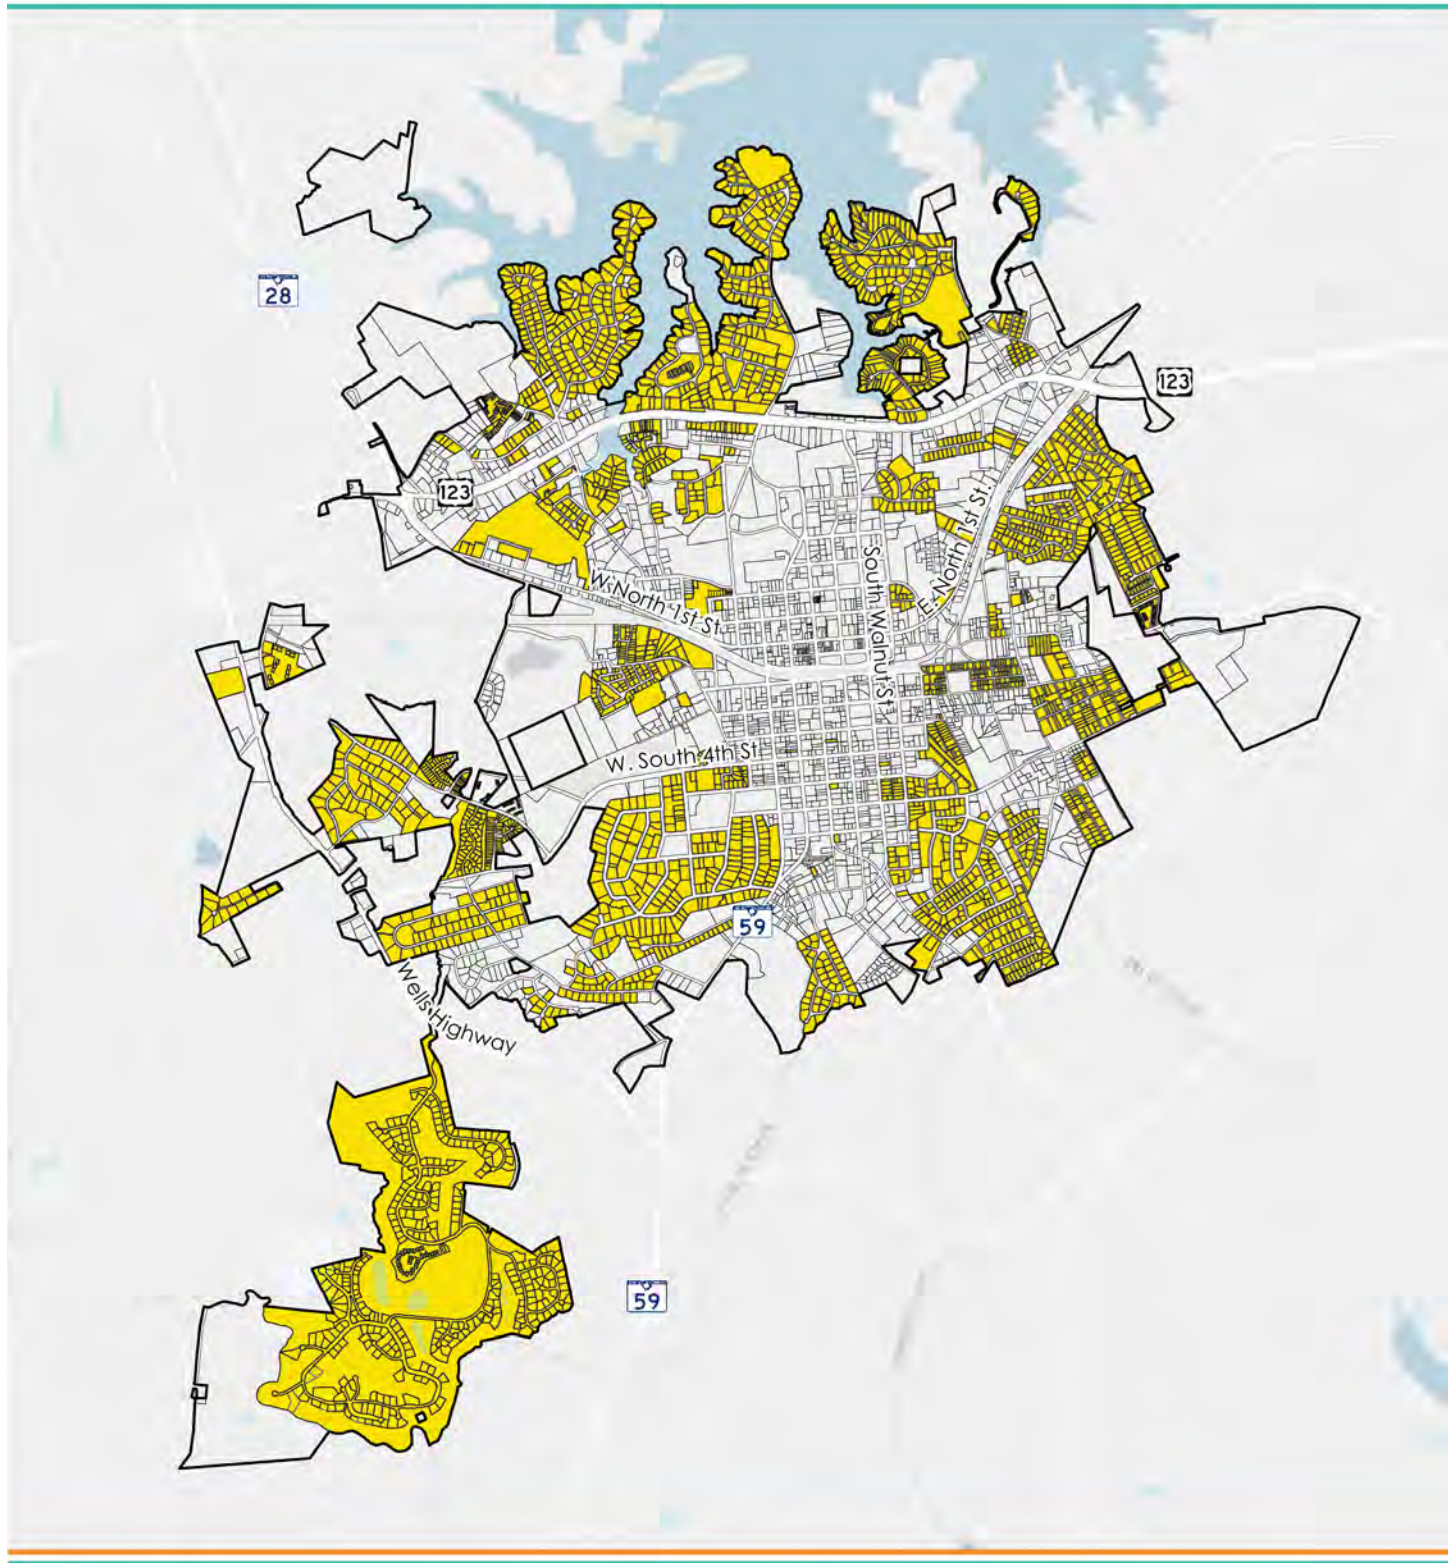 28
123
123
E. North 1st St.
South Walnut St.
W. North 1st St.
W. South 4th St.
59
Wells Highway
59